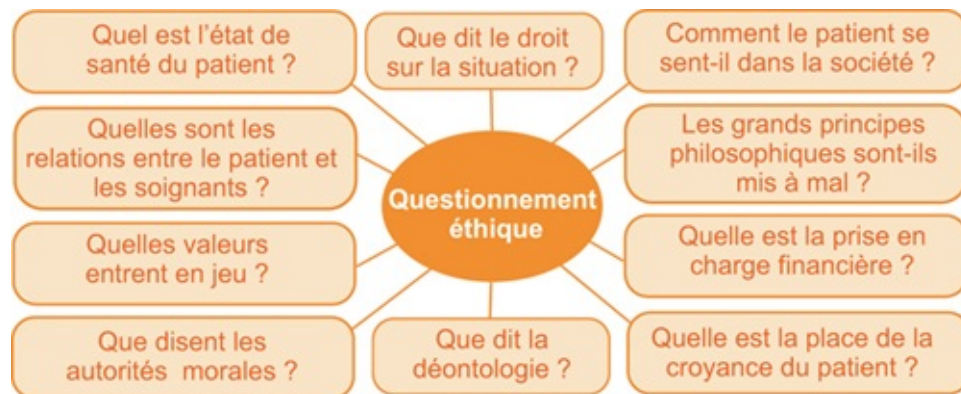 Quel est l'état de
santé du patient ?
Que dit le droit
sur la situation ?
Comment le patient se
sent-il dans la société ?
Quelles sont les
relations entre le patient et
les soignants ?
Les grands principes
philosophiques sont-ils
mis à mal ?
Questionnement
éthique
Quelles valeurs
entrent en jeu ?
Quelle est la prise en
charge financière ?
Que disent les
autorités morales ?
Que dit la
déontologie ?
Quelle est la place de la
croyance du patient ?